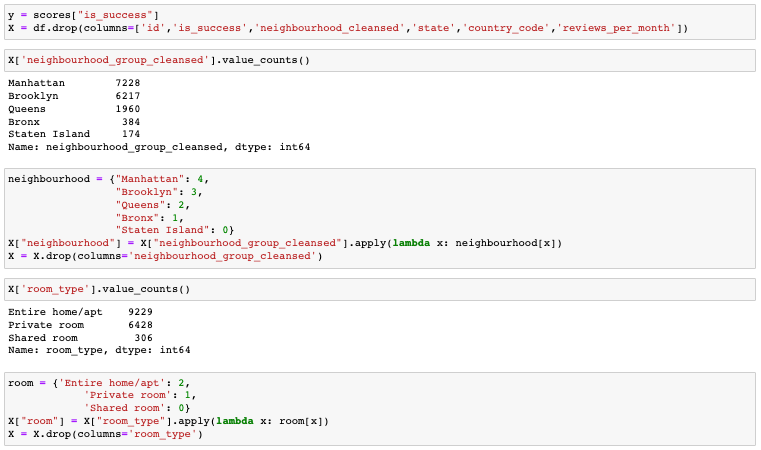 y = scores["is_success"]
X = df.drop(columns=['id','is_success','neighbourhood_cleansed','state','country_code','reviews_per_month'])
X['neighbourhood_group_cleansed'].value_counts()
Manhattan        7228
Brooklyn         6217
Queens           1960
Bronx             384
Staten Island     174
Name: neighbourhood_group_cleansed, dtype: int64
neighbourhood = {"Manhattan": 4,
                 "Brooklyn": 3,
                 "Queens": 2,
                 "Bronx": 1,
                 "Staten Island": 0}
X["neighbourhood"] = X["neighbourhood_group_cleansed"].apply(lambda x: neighbourhood[x])
X = X.drop(columns='neighbourhood_group_cleansed')
X['room_type'].value_counts()
Entire home/apt    9229
Private room       6428
Shared room         306
Name: room_type, dtype: int64
room = {'Entire home/apt': 2,
            'Private room': 1,
            'Shared room': 0}
X["room"] = X["room_type"].apply(lambda x: room[x])
X = X.drop(columns='room_type')